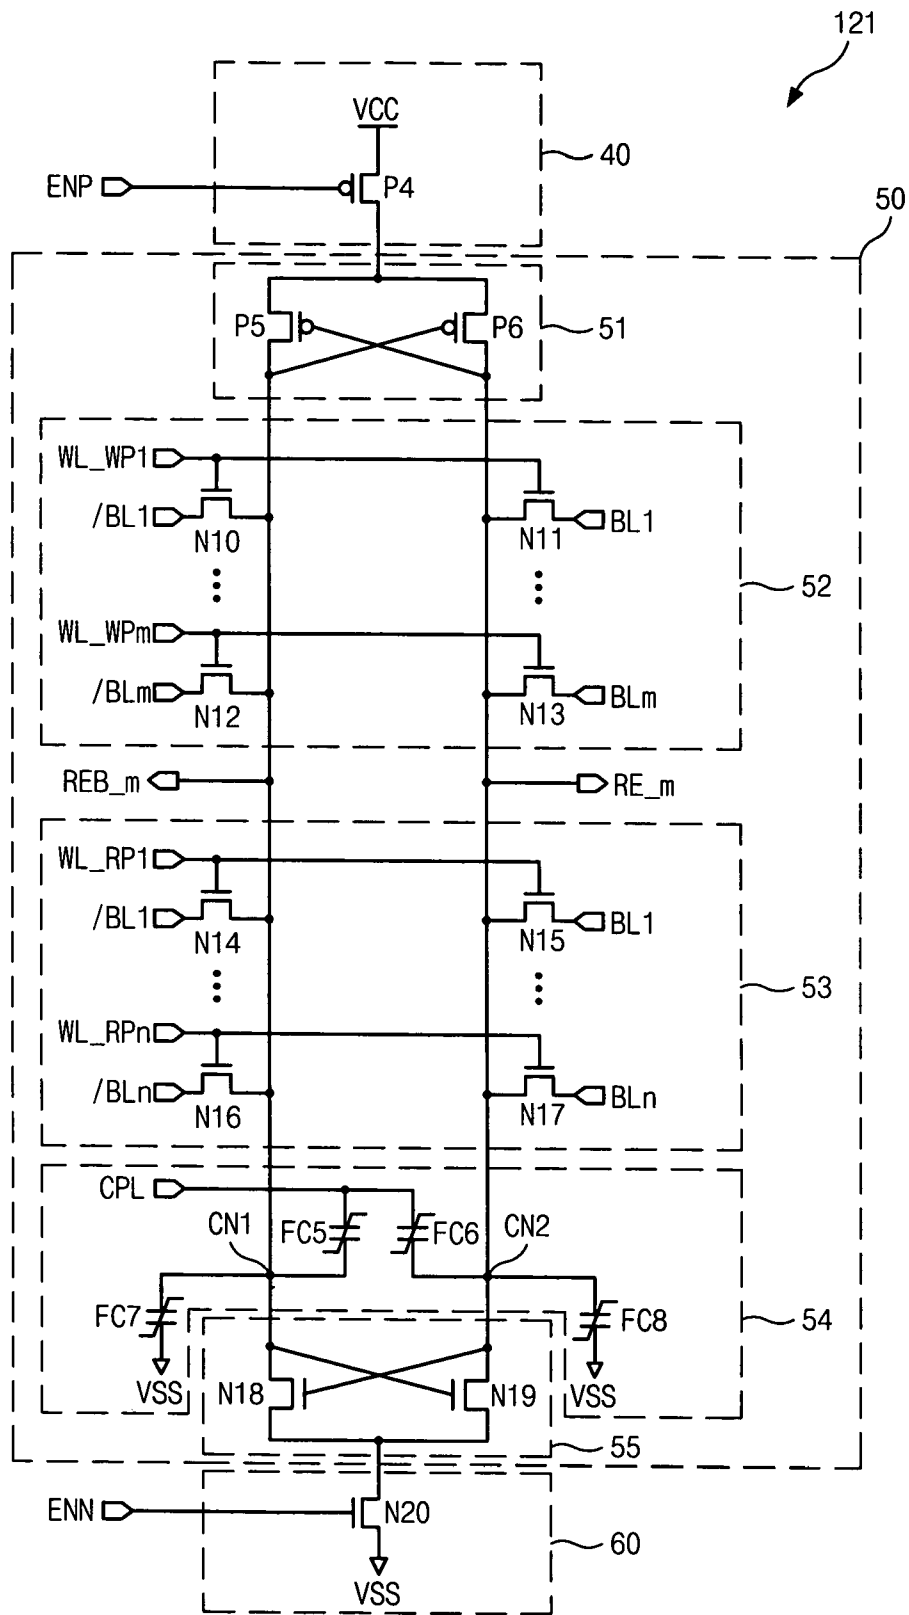 121
VCC
40
ENP
P4
50
P5
P6
51
WL_WP1
/BL1
BL1
N10
N11
52
WL_WPm
/BLm
BLm
N12
N13
REB_m
RE_m
WL_RP1
/BL1
BL1
N14
N15
53
WL_RPn
/BLn
BLn
N16
N17
CPL
CN1
FC5
FC6
CN2
FC7
FC8
54
VSS
N18
N19
VSS
55
ENN
N20
60
VSS